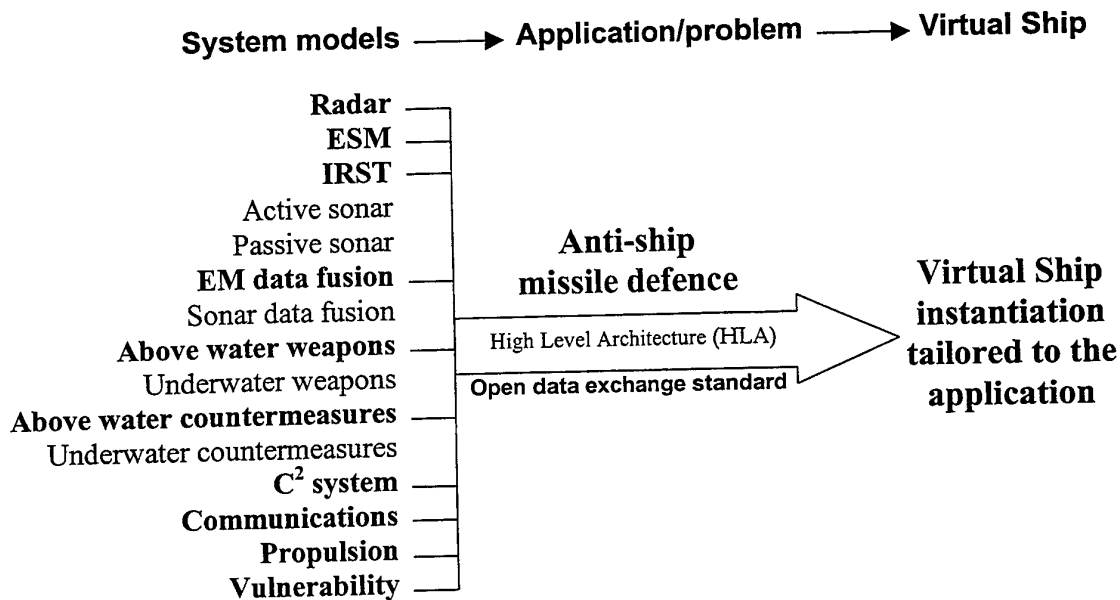 System models Application/problem Virtual Ship
Radar
ESM
IRST
Active sonar
Passive sonar
EM data fusion
Sonar data fusion
Above water weapons
Underwater weapons
Above water countermeasures
Underwater countermeasures
C² system
Communications
Propulsion
Vulnerability
Anti-ship
missile defence
High Level Architecture (HLA)
Open data exchange standard
Virtual Ship
instantiation
tailored to the
application